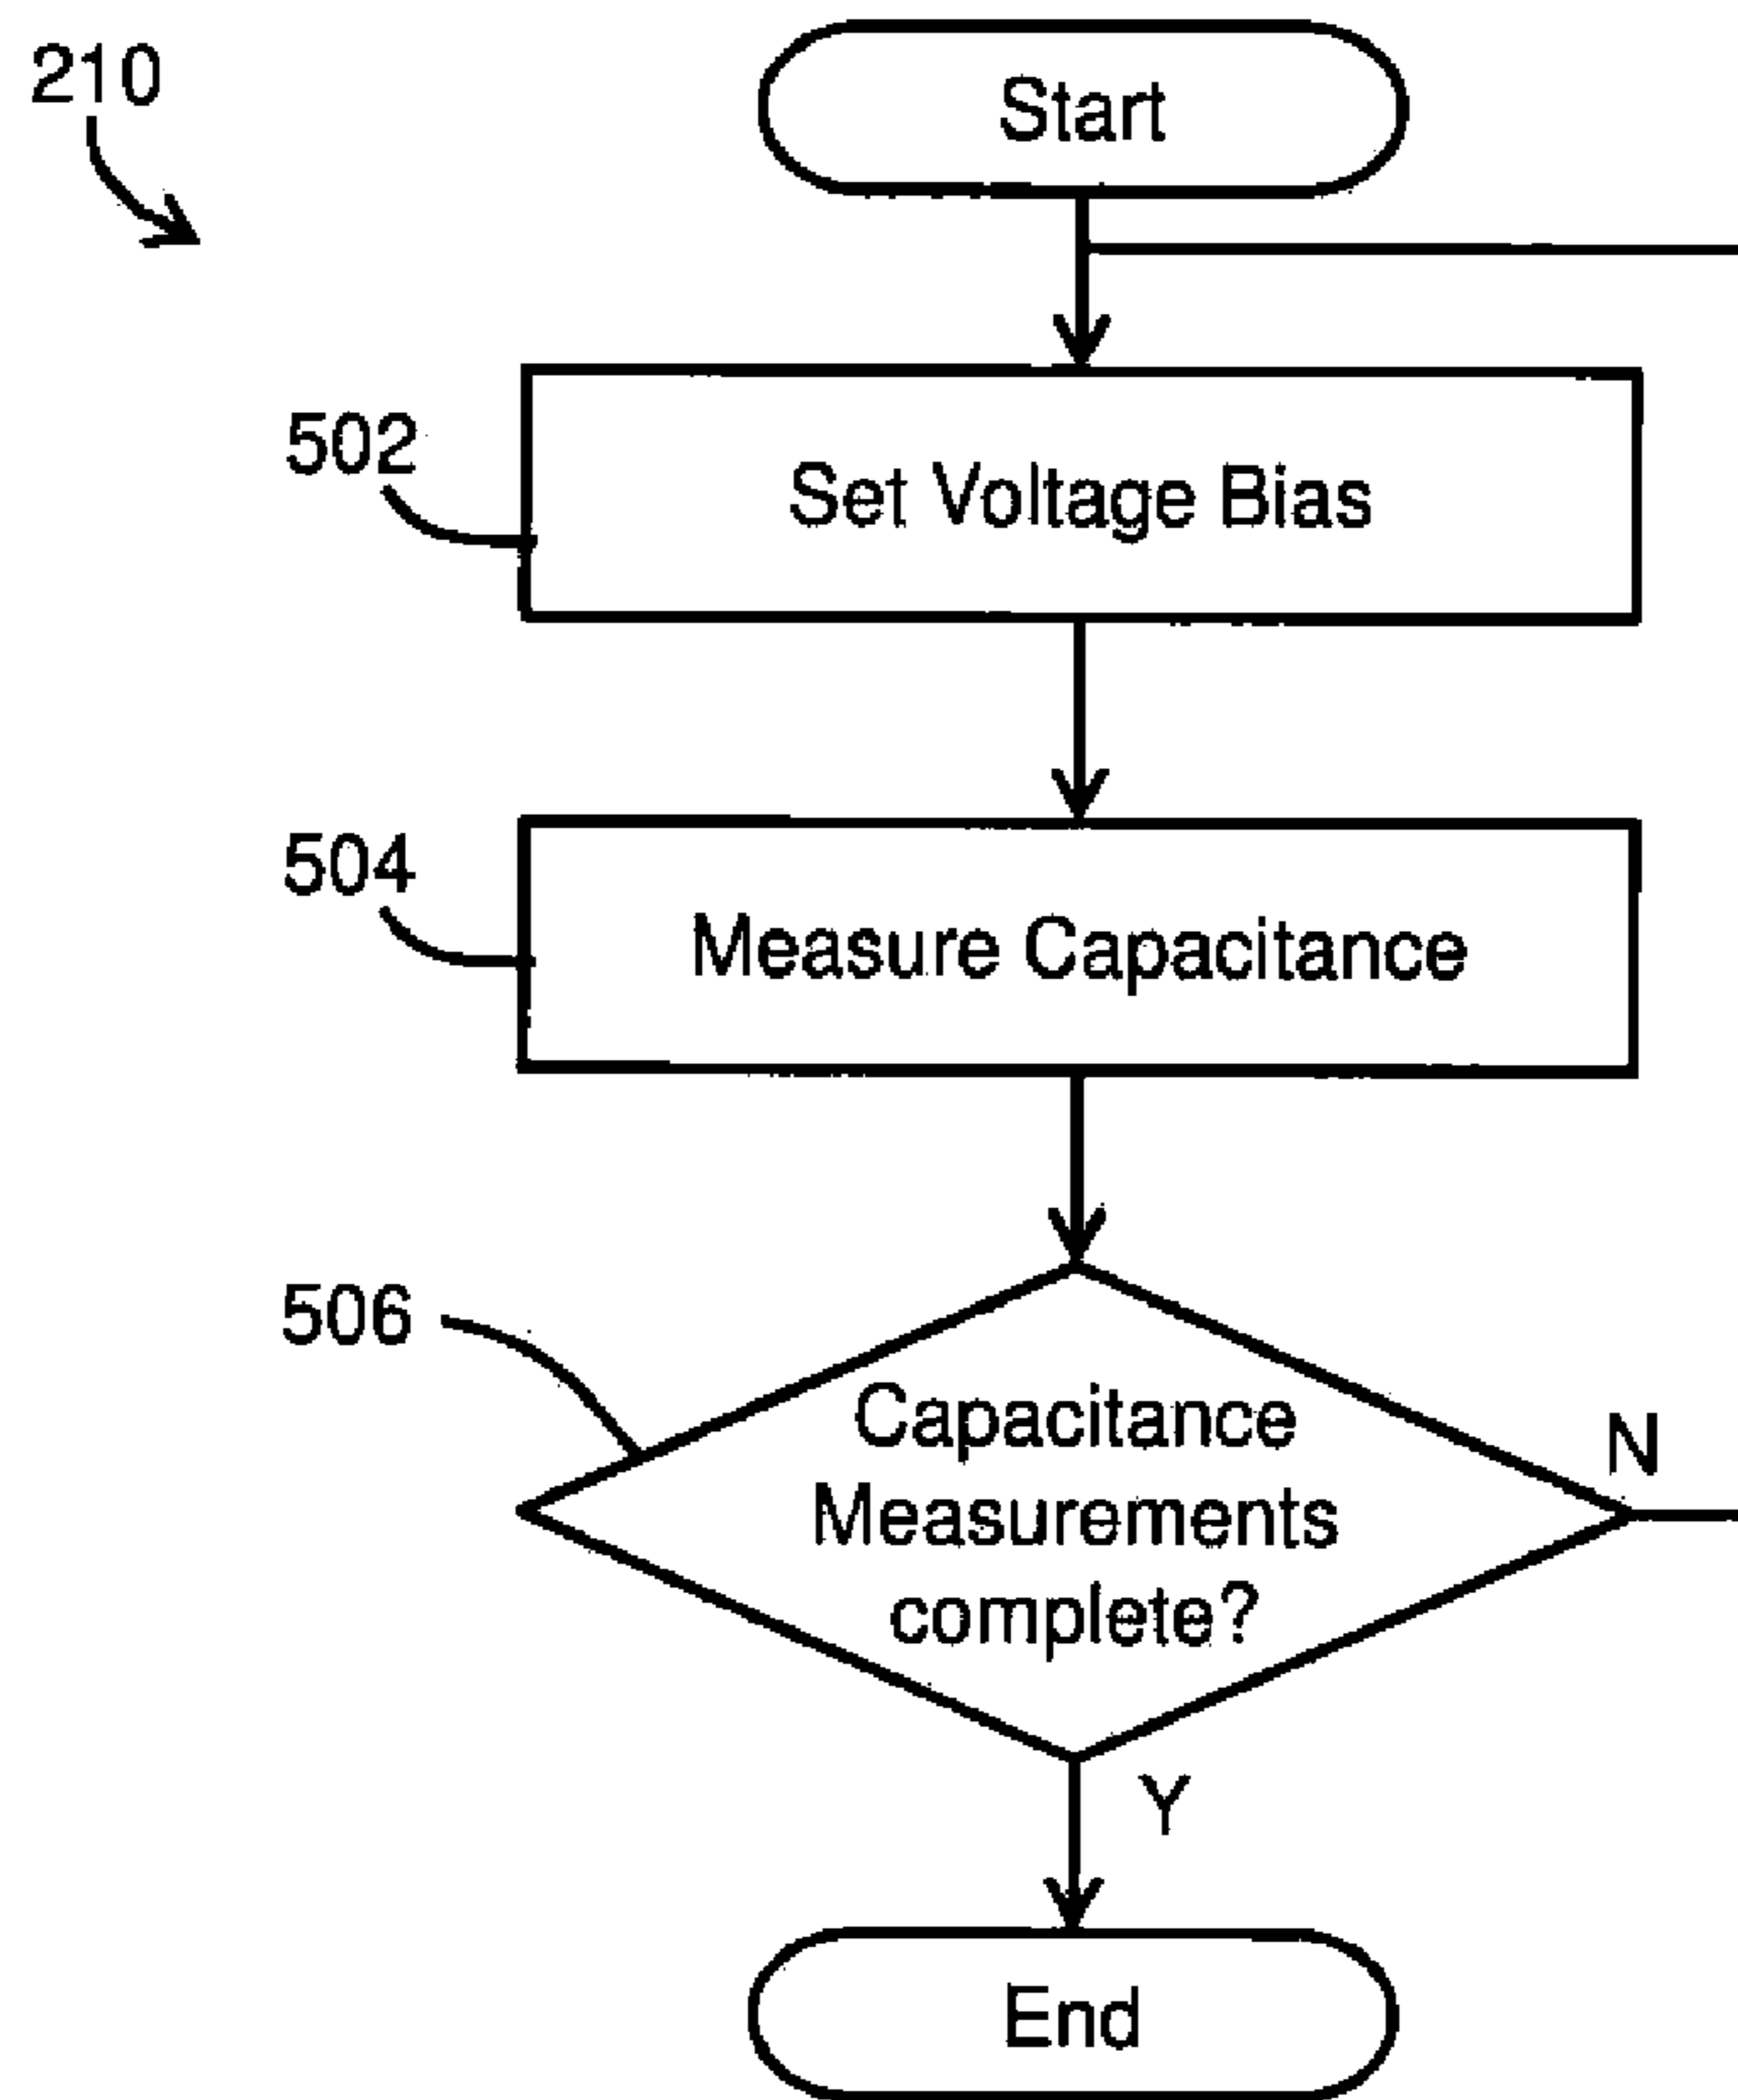 210
Start
502
Set Voltage Bias
504
Measure Capacitance
506
Capacitance
Measurements
complete?
N
Y
End